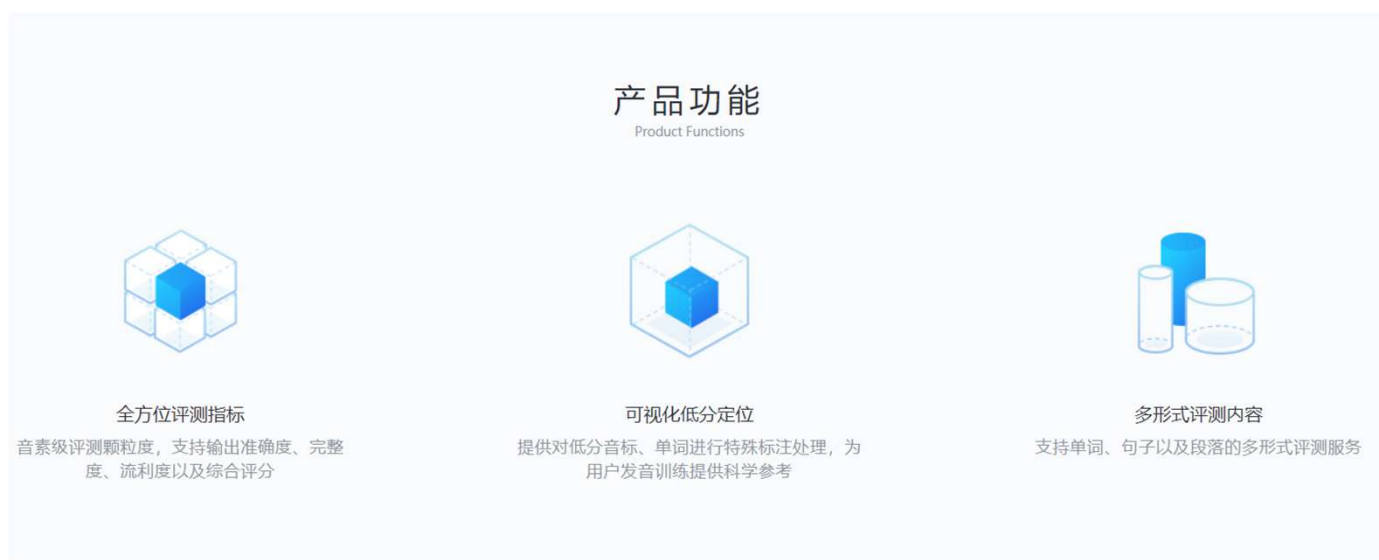 产品功能
Product Functions
全方位评测指标
音素级评测颗粒度，支持输出准确度、完整
度、流利度以及综合评分
可视化低分定位
提供对低分音标、单词进行特殊标注处理，为
用户发音训练提供科学参考
多形式评测内容
支持单词、句子以及段落的多形式评测服务